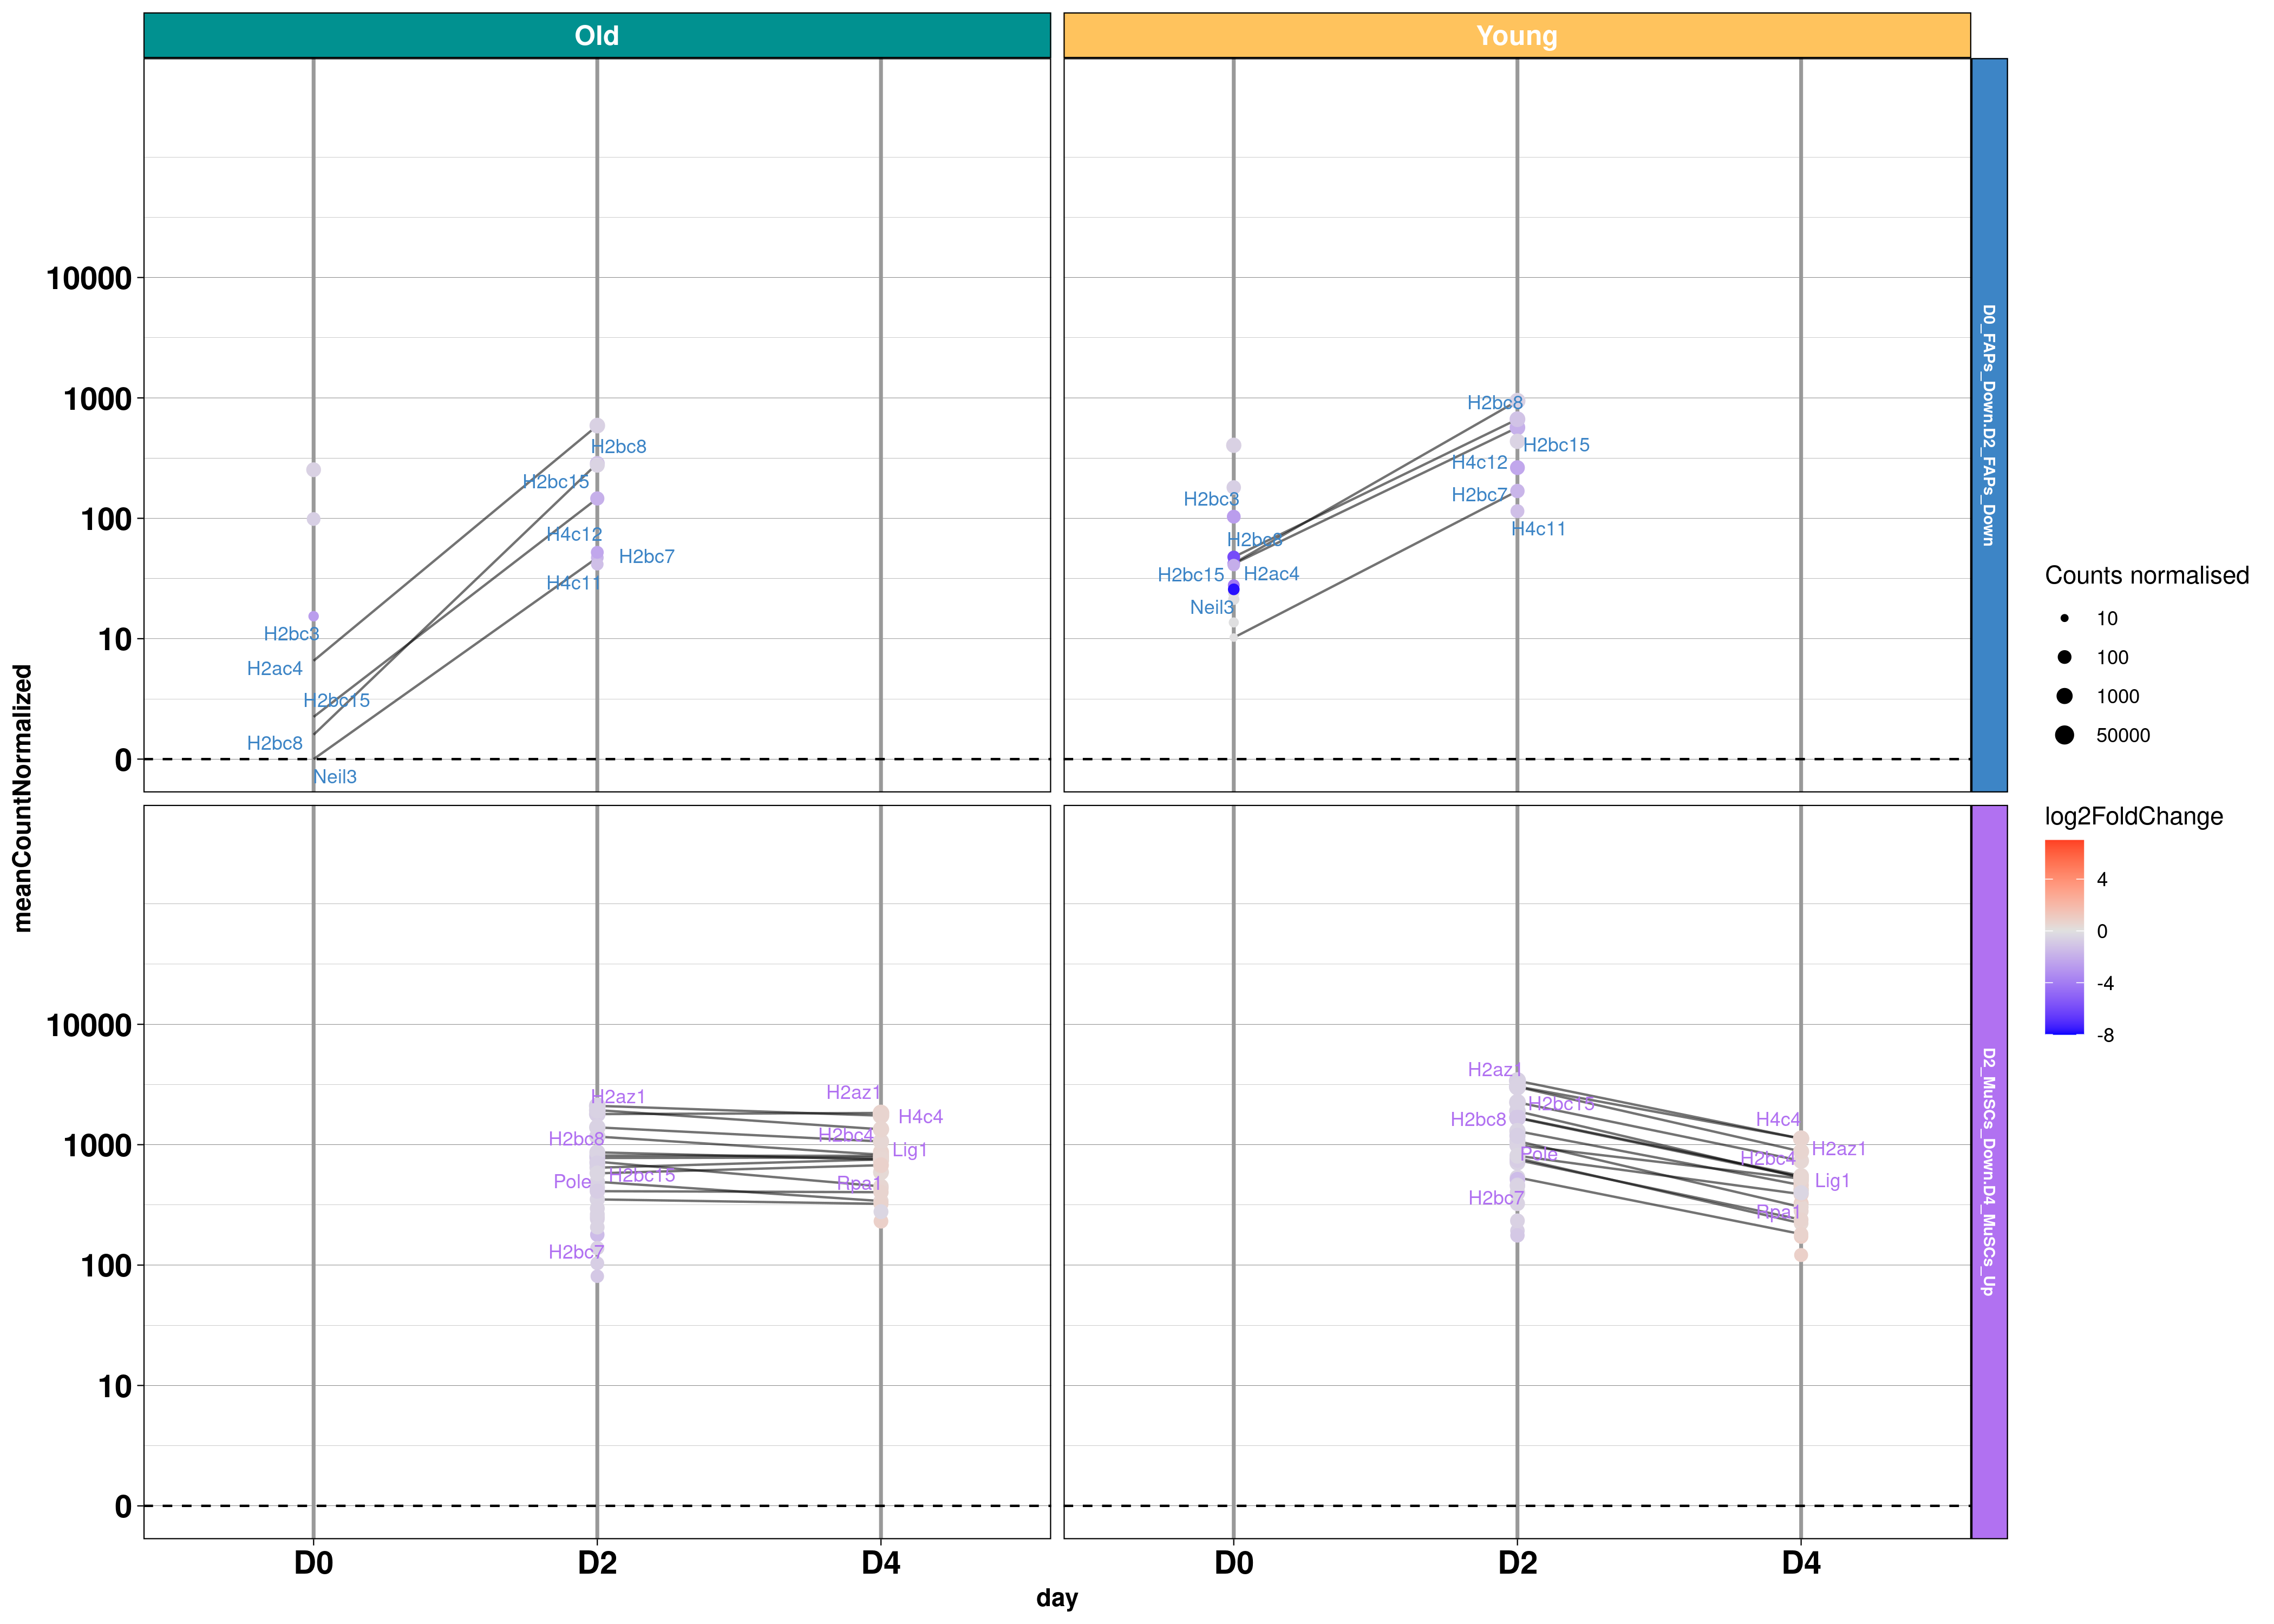 Old
Young
10000
1000
100
10
0
H2bc3
H2ac4
H2bc15
H2bc8
Neil3
H2bc8
H2bc15
H4c12
H2bc7
H4c11
H2bc3
H2bc8
H2bc15
H2ac4
Neil3
H2bc8
H2bc15
H4c12
H2bc7
H4c11
D0_FAPs_Down.D2_FAPs_Down
meanCountNormalized
10000
1000
100
10
0
H2az1
H2bc8
Pole
H2bc15
H2bc7
H2az1
H4c4
H2bc4
Lig1
Rpa1
H2az1
H2bc15
H2bc8
Pole
H2bc7
H4c4
H2az1
H2bc4
Lig1
Rpa1
D2_MuSCs_Down.D4_MuSCs_Up
D0
D2
D4
D0
D2
D4
day
Counts normalised
10
100
1000
50000
log2FoldChange
4
0
-4
-8